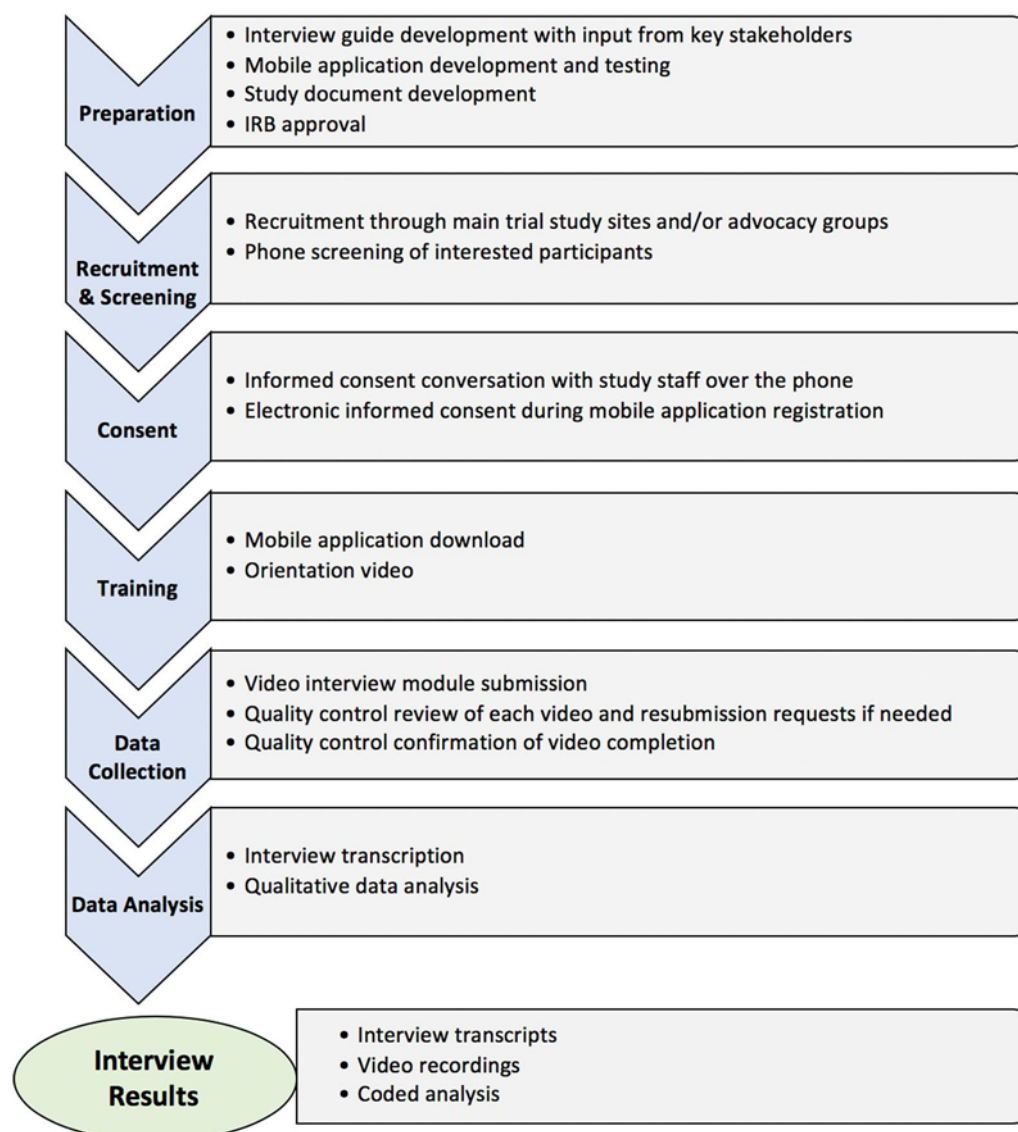 Preparation
• Interview guide development with input from key stakeholders
• Mobile application development and testing
• Study document development
• IRB approval
Recruitment
& Screening
• Recruitment through main trial study sites and/or advocacy groups
• Phone screening of interested participants
Consent
• Informed consent conversation with study staff over the phone
• Electronic informed consent during mobile application registration
Training
• Mobile application download
• Orientation video
Data
Collection
• Video interview module submission
• Quality control review of each video and resubmission requests if needed
• Quality control confirmation of video completion
Data Analysis
• Interview transcription
• Qualitative data analysis
Interview
Results
• Interview transcripts
• Video recordings
• Coded analysis